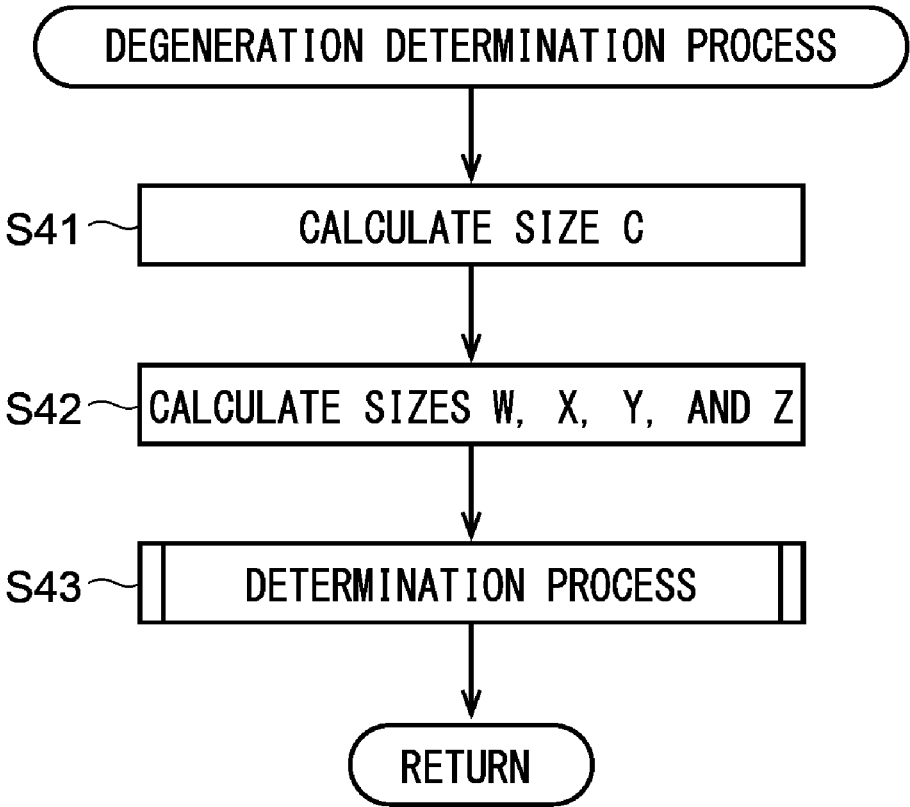 DEGENERATION DETERMINATION PROCESS
S41
CALCULATE SIZE C
S42
CALCULATE SIZES W, X, Y, AND Z
S43
DETERMINATION PROCESS
RETURN